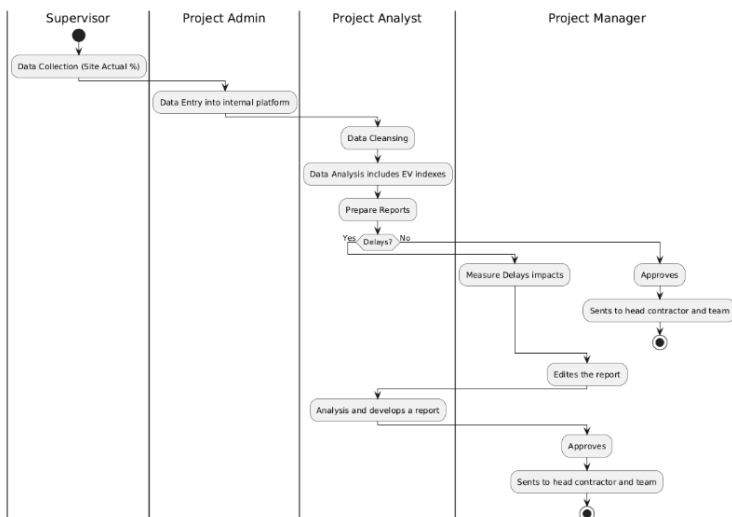 Supervisor
Project Admin
Project Analyst
Project Manager
Data Collection (Site Actual %)
Data Entry into internal platform
Data Cleansing
Data Analysis includes EV indexes
Prepare Reports
Yes
Delays?
No
Measure Delays impacts
Approves
Sents to head contractor and team
Edites the report
Analysis and develops a report
Approves
Sents to head contractor and team